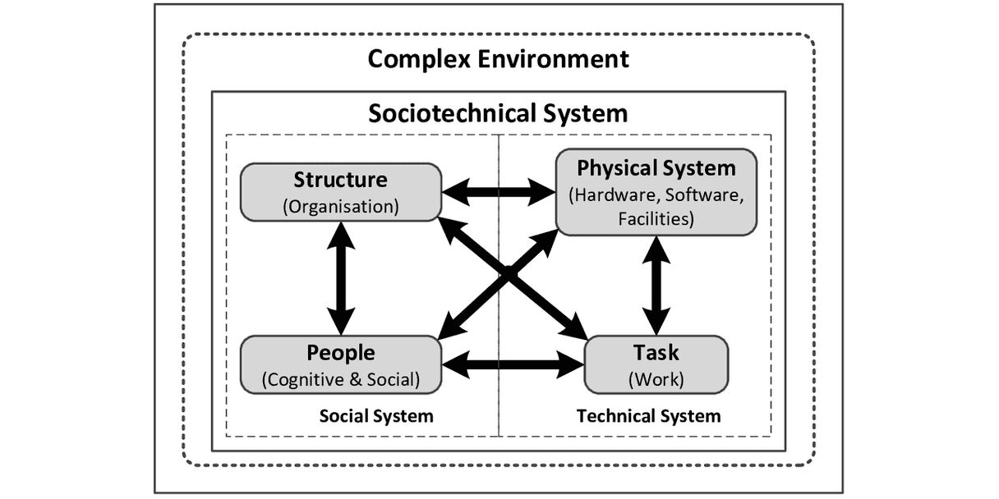 Complex Environment
Sociotechnical System
Structure
(Organisation)
Physical System
(Hardware, Software,
Facilities)
People
(Cognitive & Social)
Task
(Work)
Social System
Technical System